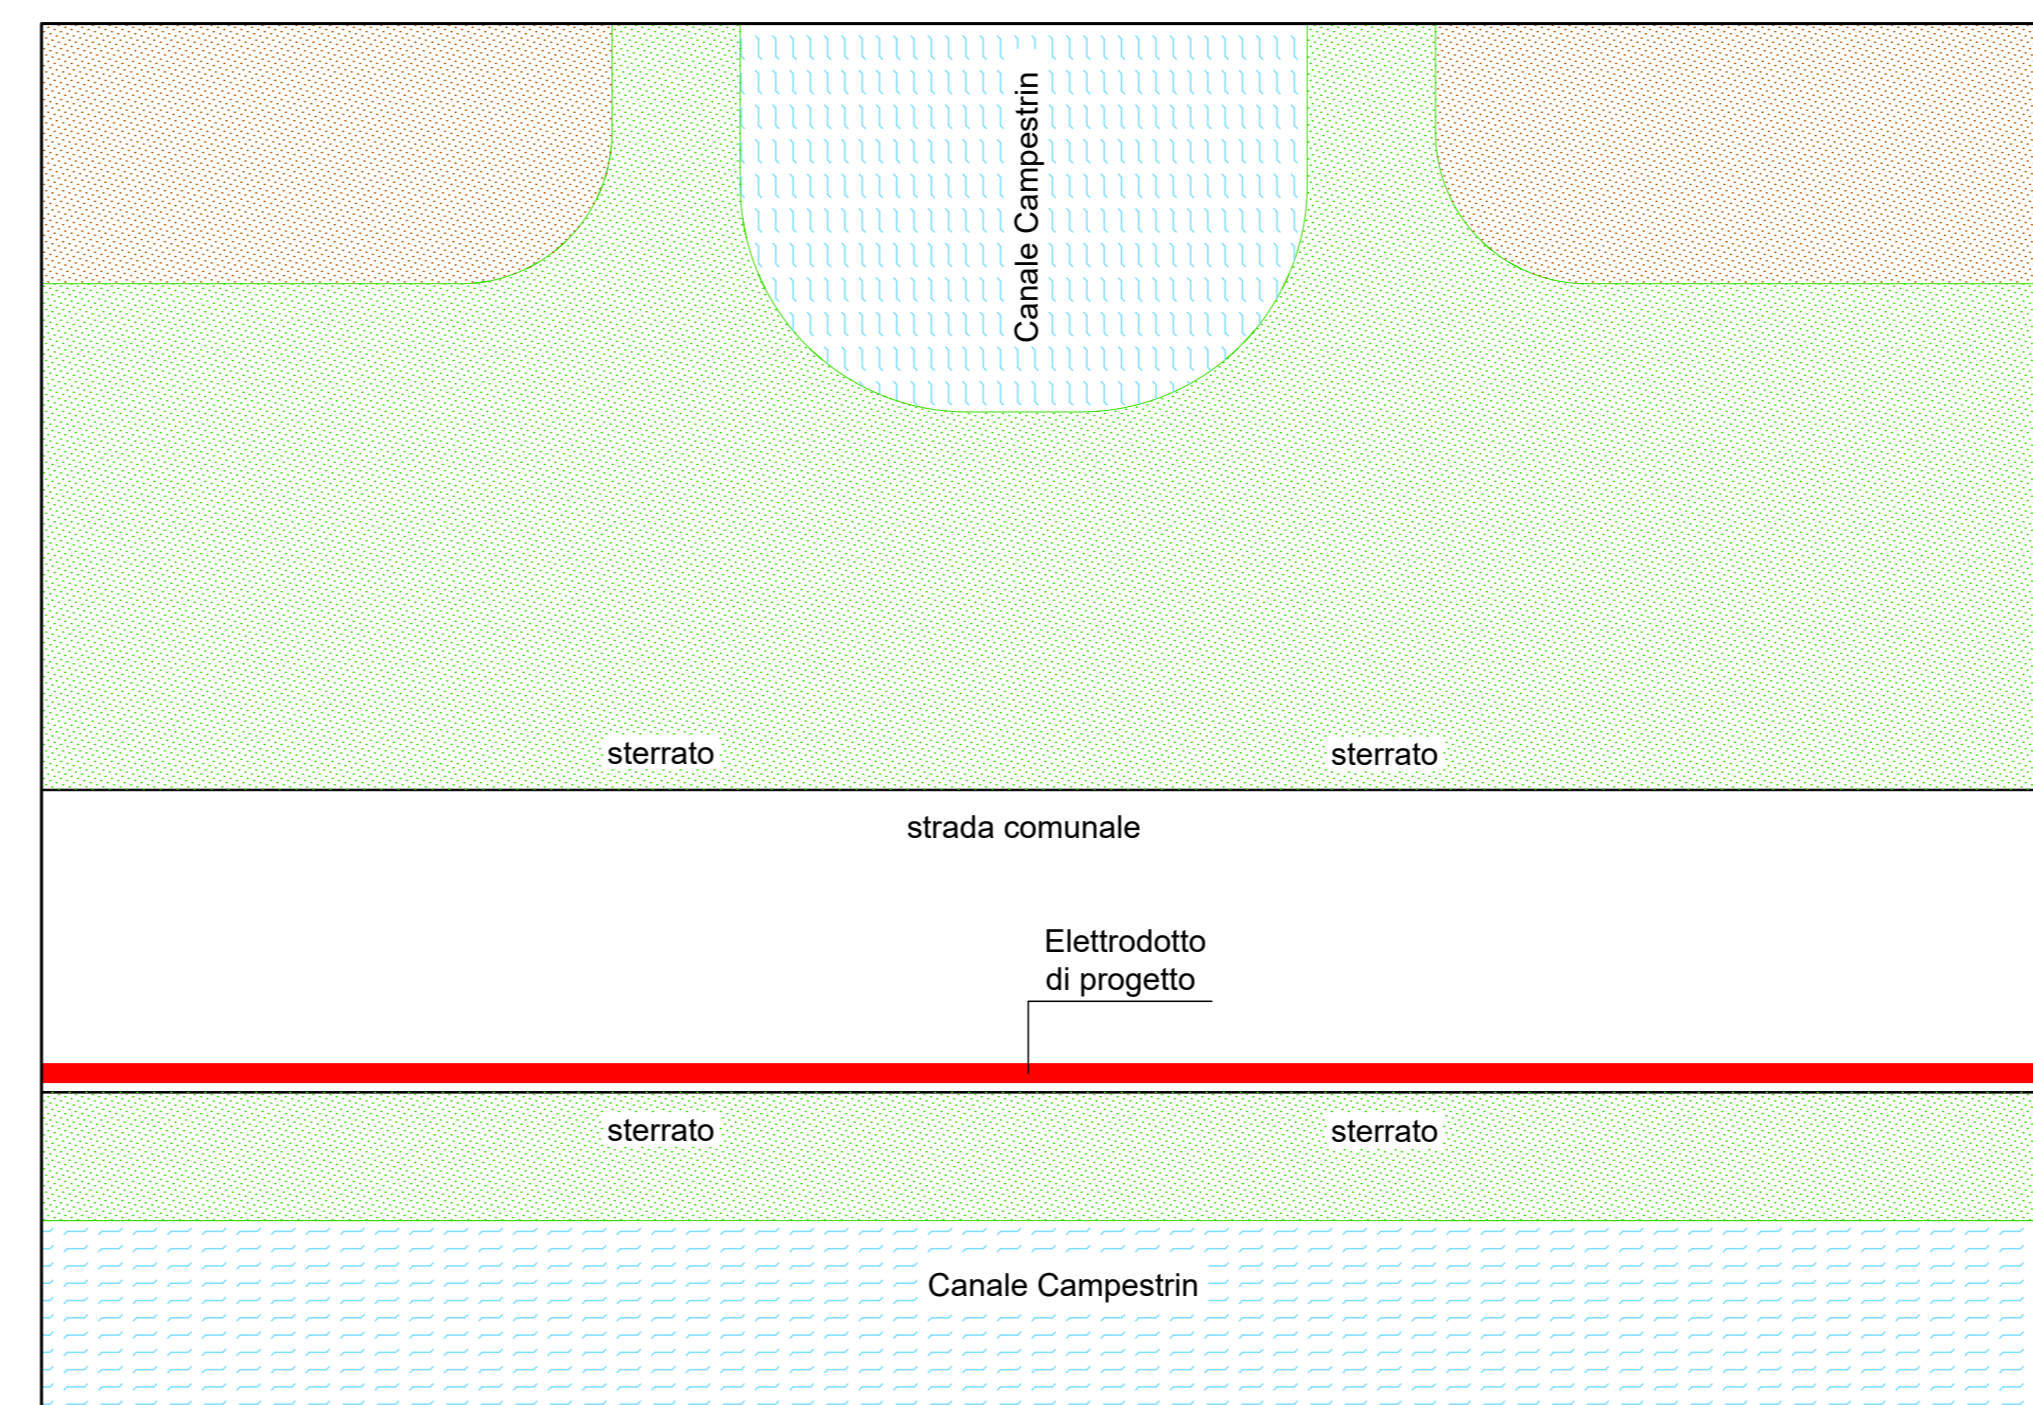 Canale Campestrin
sterrato
sterrato
strada comunale
Elettrodotto
di progetto
sterrato
sterrato
Canale Campestrin